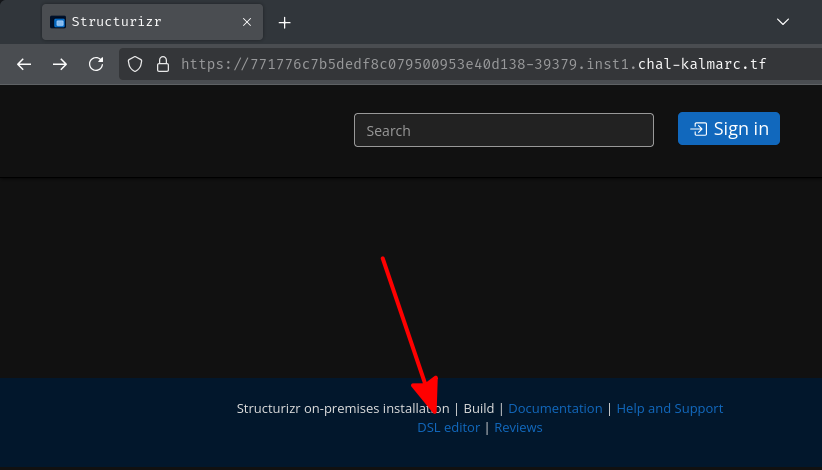 Structurizr
https://771776c7b5dedf8c079500953e40d138-39379.inst1.chal-kalmarc.tf
Search
Sign in
Structurizr on-premises installation | Build | Documentation | Help and Support
DSL editor | Reviews